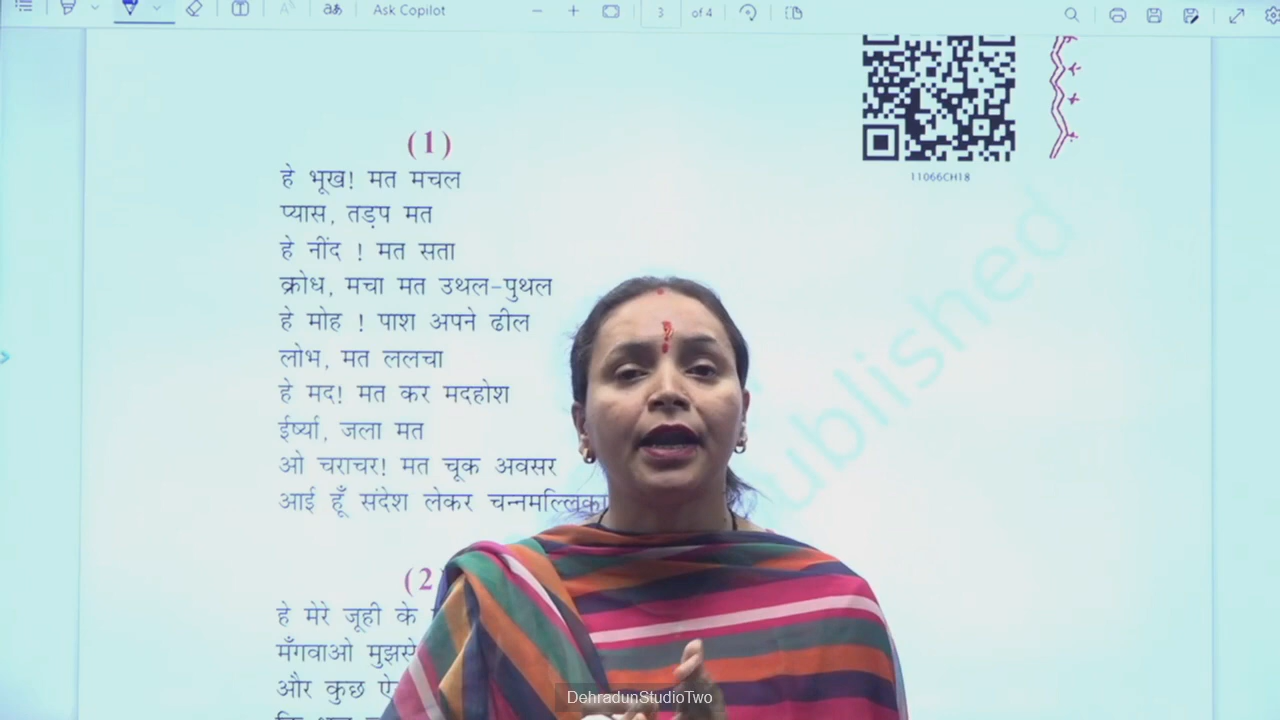 Ask Copilot
3 of 4
11066CH18
(1)
हे भूख! मत मचल
प्यास, तड़प मत
हे नींद ! मत सता
क्रोध, मचा मत उथल-पुथल
हे मोह ! पाश अपने ढील
लोभ, मत ललचा
हे मद! मत कर मदहोश
ईर्ष्या, जला मत
ओ चराचर! मत चूक अवसर
आई हूँ संदेश लेकर चन्नमल्लिका
(2
हे मेरे जूही के
मँगवाओ मुझसे
और कुछ
ublished
DehradunStudioTwo